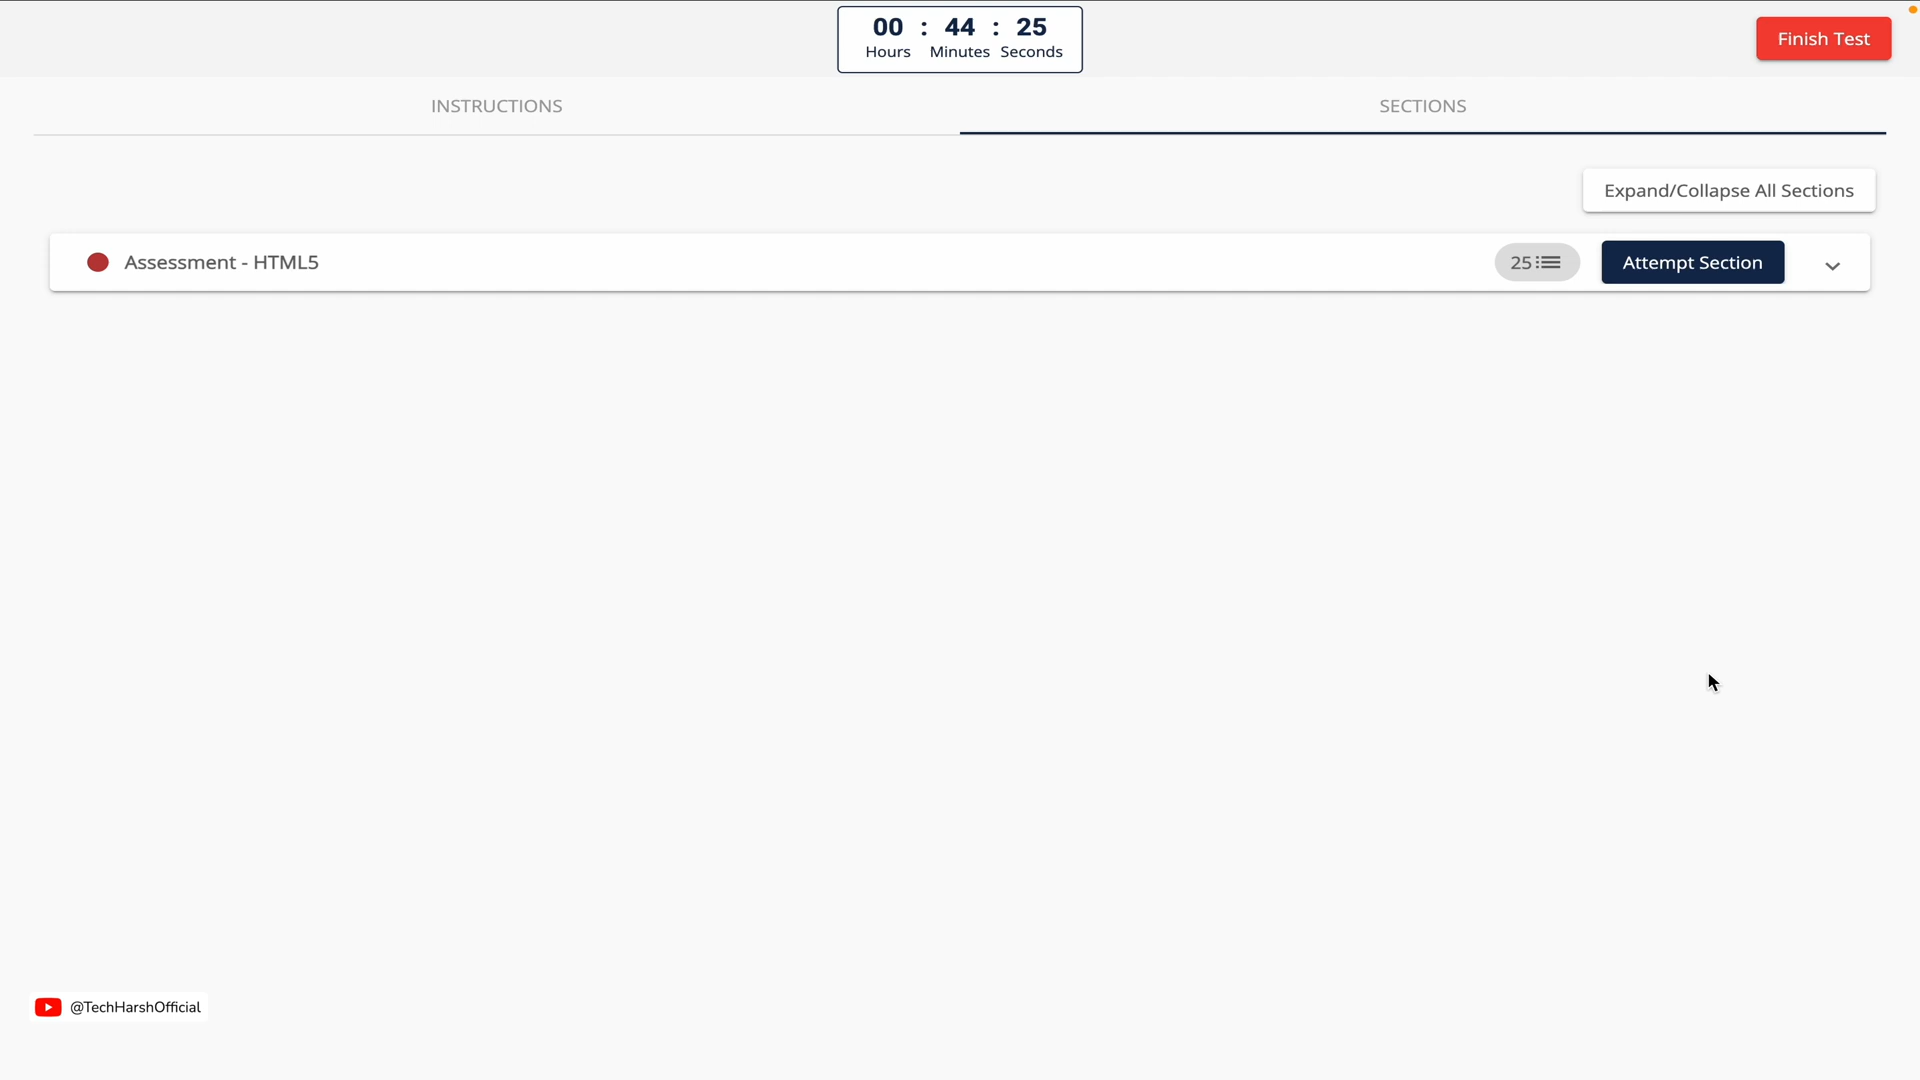 00 : 44 : 25
Hours Minutes Seconds
Finish Test
INSTRUCTIONS
SECTIONS
Expand/Collapse All Sections
Assessment - HTML5
25
Attempt Section
@TechHarshOfficial